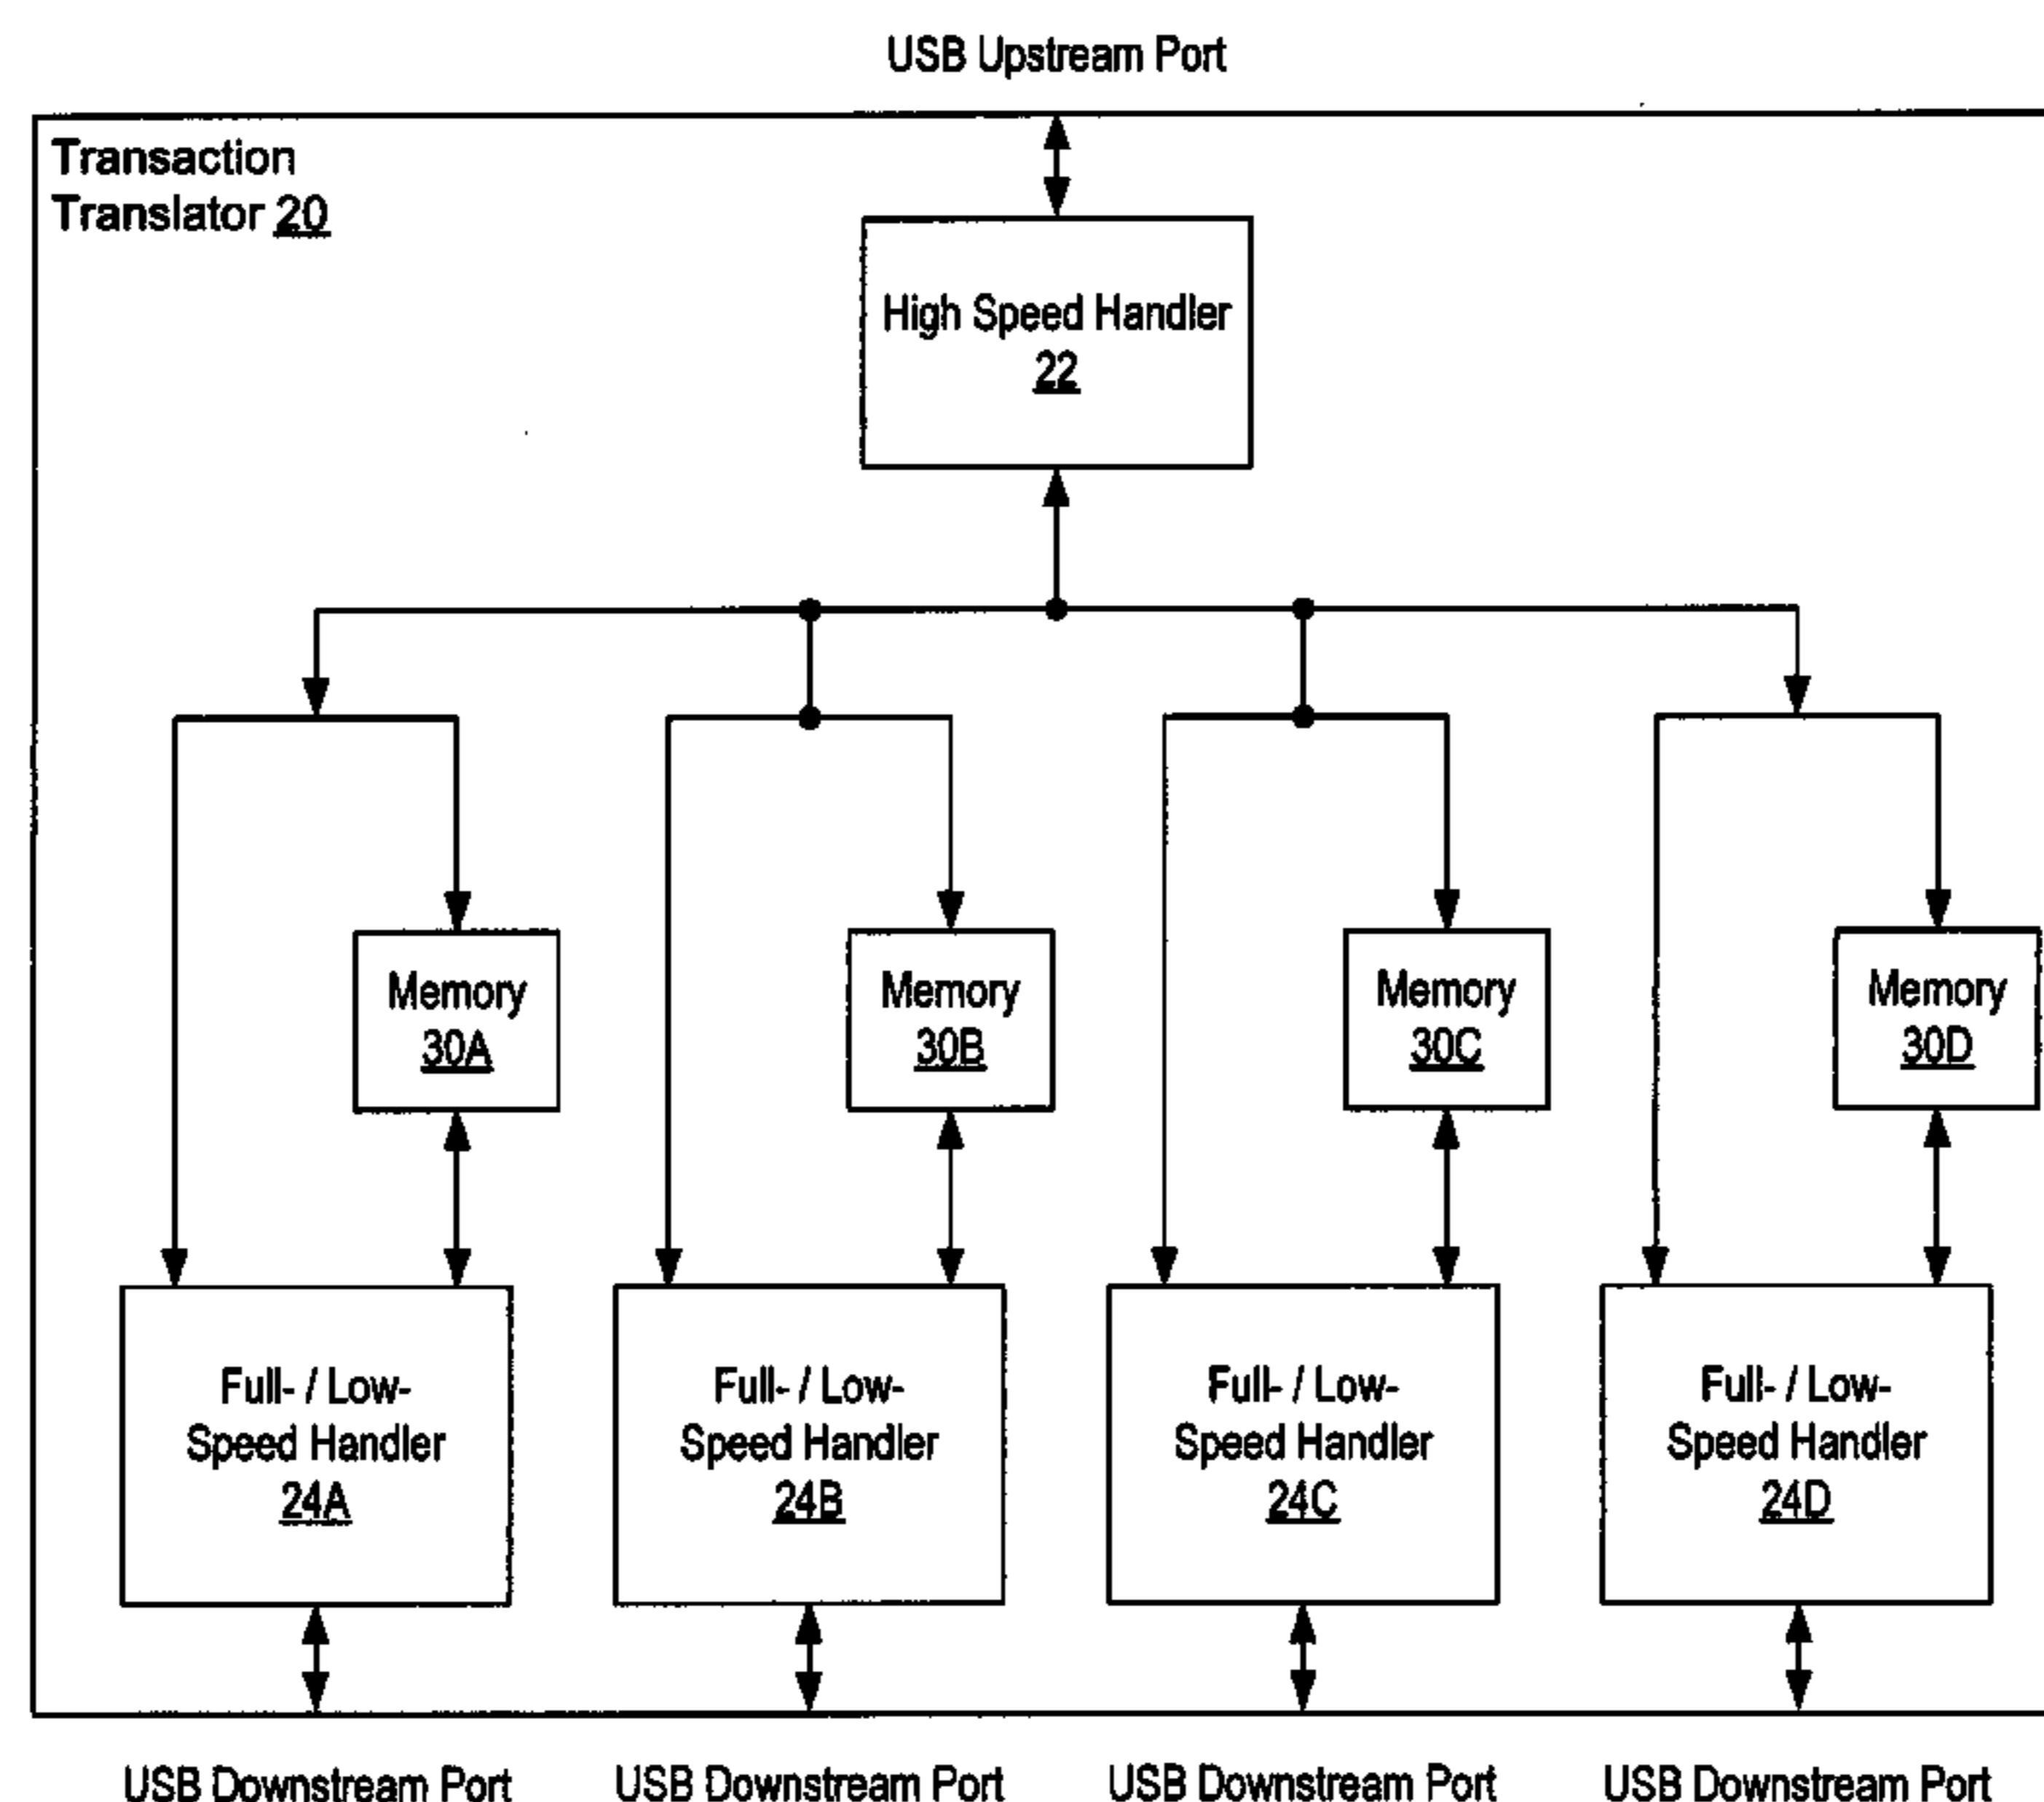 USB Upstream Port
Transaction
Translator 20
High Speed Handler
22
Memory
30A
Memory
30B
Memory
30C
Memory
30D
Full- / Low-
Speed Handler
24A
Full- / Low-
Speed Handler
24B
Full- / Low-
Speed Handler
24C
Full- / Low-
Speed Handler
24D
USB Downstream Port
USB Downstream Port
USB Downstream Port
USB Downstream Port